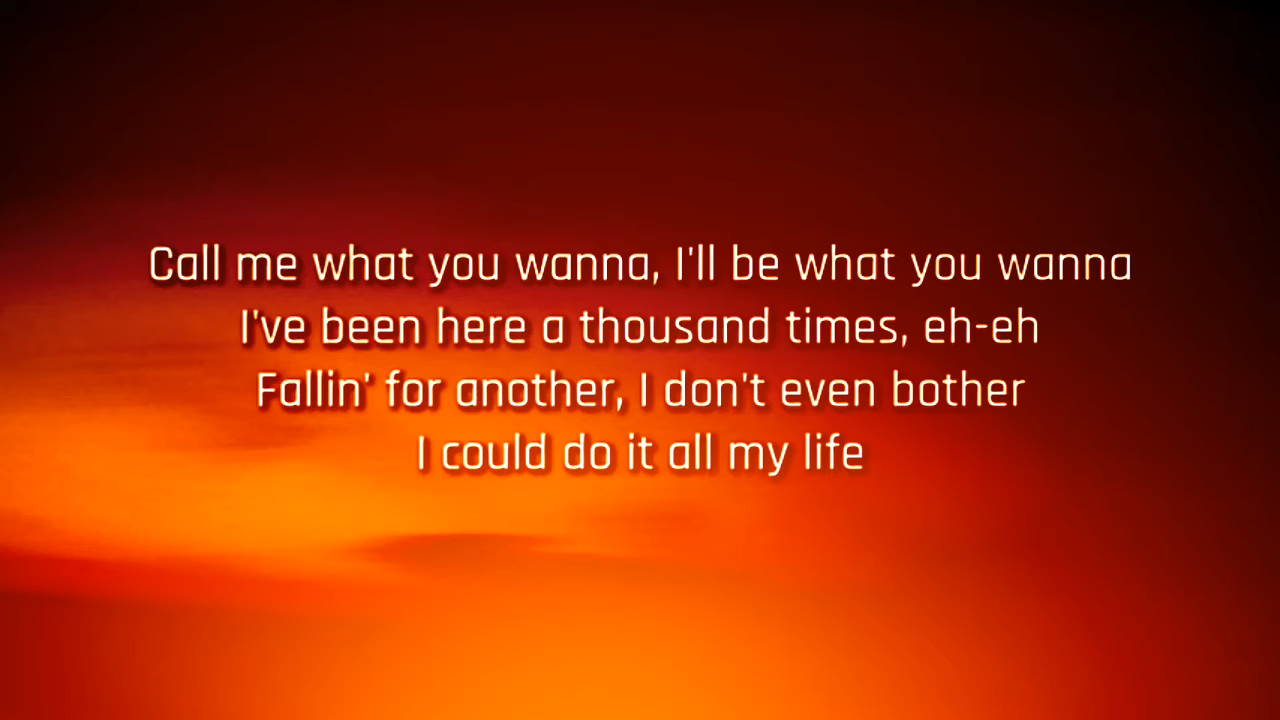 Call me what you wanna, I'll be what you wanna
I've been here a thousand times, eh-eh
Fallin' for another, I don't even bother
I could do it all my life